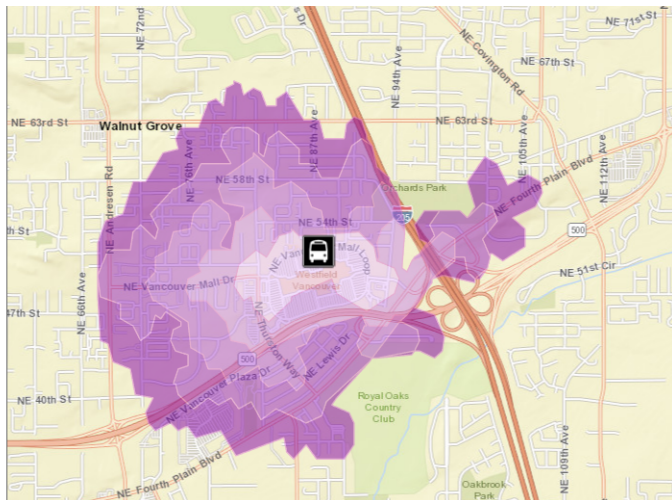 NE 72nd
s Dr
NE 94th Ave
NE Covington Rd
NE 71st St
NE 67th St
NE 63rd St
Walnut Grove
NE 87th Ave
NE 63rd St
NE 105th Ave
NE 112th Ave
NE 76th Ave
NE 58th St
Orchards Park
NE Fourth Plain Blvd
NE Andresen Rd
NE 54th St
205
500
th St
NE Vancouver Mall Loop
NE 51st Cir
NE 66th Ave
NE Vancouver Mall Dr
Westfield
Vancouver
47th St
NE Thurston Way
500
NE Lewis Dr
NE Vancouver Plaza Dr
NE 40th St
Royal Oaks
Country
Club
NE 109th Ave
NE Fourth Plain Blvd
Oakbrook
Park